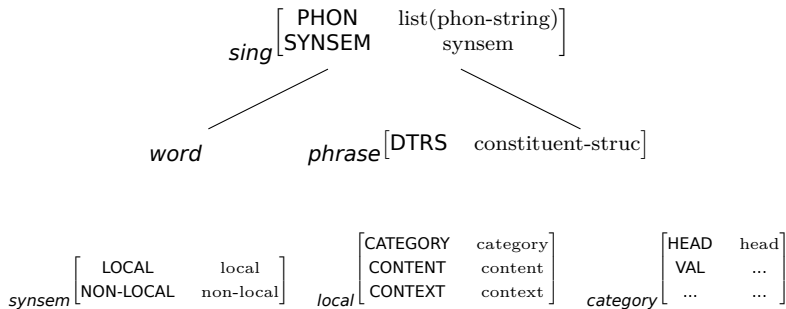 sing PHON list(phon-string)
SYNSEM synsem
word phrase DTRS constituent-struc
synsem LOCAL local
NON-LOCAL non-local
local CATEGORY category
CONTENT content
CONTEXT context
category HEAD head
VAL ...
... ...